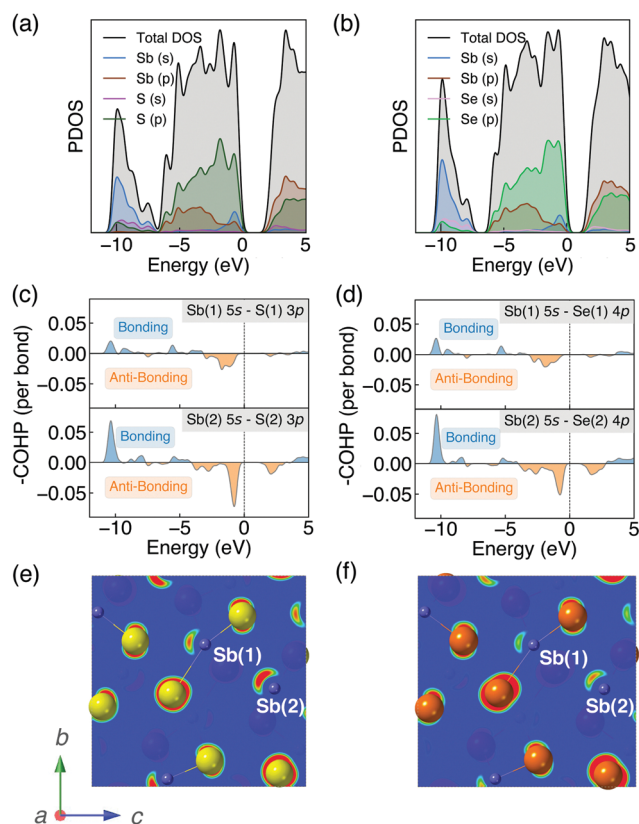 (a)
Total DOS
Sb (s)
Sb (p)
S (s)
S (p)
PDOS
−10 −5 0 5
Energy (eV)
(b)
Total DOS
Sb (s)
Sb (p)
Se (s)
Se (p)
PDOS
−10 −5 0 5
Energy (eV)
(c)
Sb(1) 5s - S(1) 3p
0.05
0.00
−0.05
Bonding
Anti-Bonding
Sb(2) 5s - S(2) 3p
0.05
0.00
−0.05
Bonding
Anti-Bonding
-COHP (per bond)
−10 −5 0 5
Energy (eV)
(d)
Sb(1) 5s - Se(1) 4p
0.05
0.00
−0.05
Bonding
Anti-Bonding
Sb(2) 5s - Se(2) 4p
0.05
0.00
−0.05
Bonding
Anti-Bonding
-COHP (per bond)
−10 −5 0 5
Energy (eV)
(e)
Sb(1)
Sb(2)
(f)
Sb(1)
Sb(2)
b
a
c